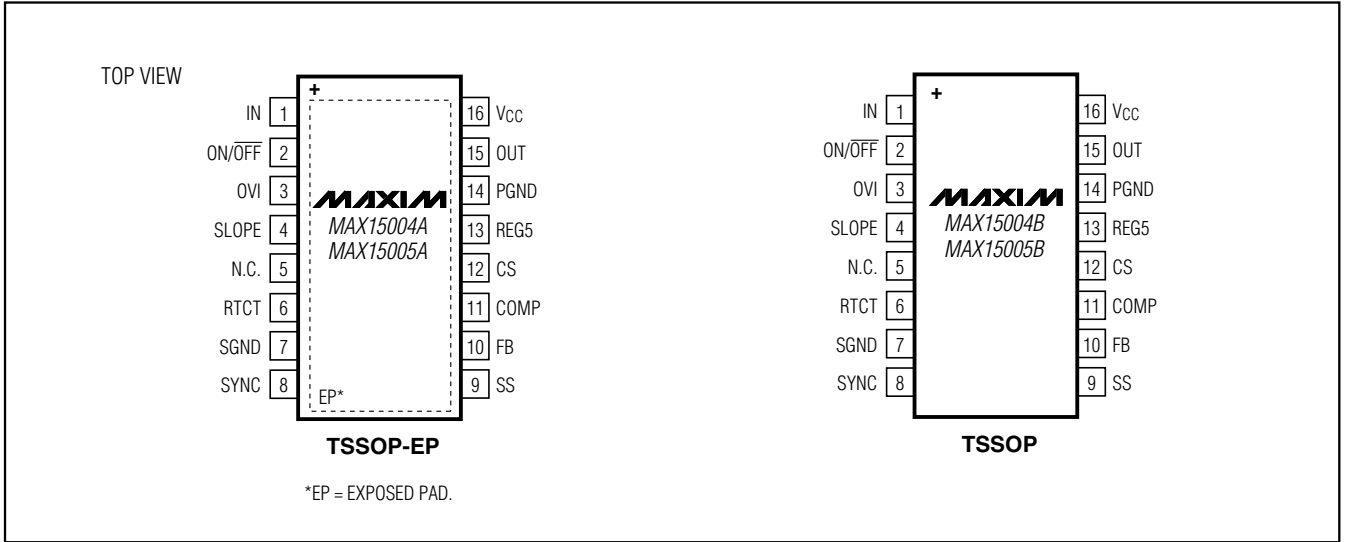 TOP VIEW
+
IN 1
ON/OFF 2
OVI 3
SLOPE 4
N.C. 5
RTCT 6
SGND 7
SYNC 8
MAXIM
MAX15004A
MAX15005A
EP*
16 VCC
15 OUT
14 PGND
13 REG5
12 CS
11 COMP
10 FB
9 SS
TSSOP-EP
*EP = EXPOSED PAD.
+
IN 1
ON/OFF 2
OVI 3
SLOPE 4
N.C. 5
RTCT 6
SGND 7
SYNC 8
MAXIM
MAX15004B
MAX15005B
16 VCC
15 OUT
14 PGND
13 REG5
12 CS
11 COMP
10 FB
9 SS
TSSOP